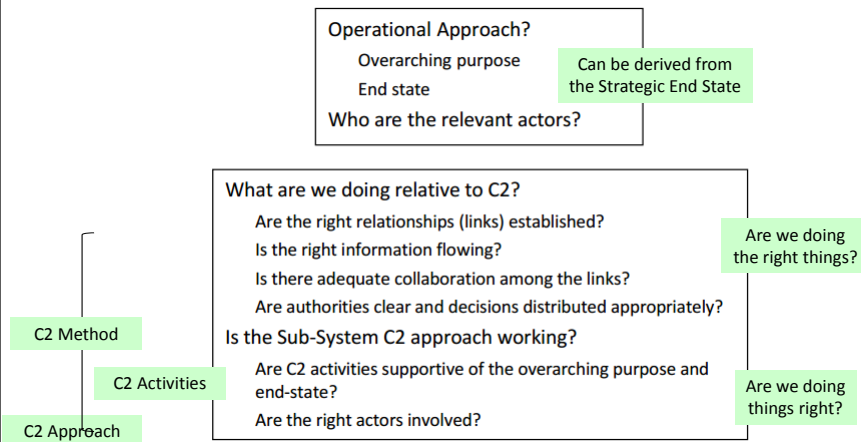 Operational Approach?
Overarching purpose
End state
Who are the relevant actors?
Can be derived from
the Strategic End State
What are we doing relative to C2?
Are the right relationships (links) established?
Is the right information flowing?
Is there adequate collaboration among the links?
Are authorities clear and decisions distributed appropriately?
Is the Sub-System C2 approach working?
Are C2 activities supportive of the overarching purpose and
end-state?
Are the right actors involved?
Are we doing
the right things?
Are we doing
things right?
C2 Method
C2 Activities
C2 Approach